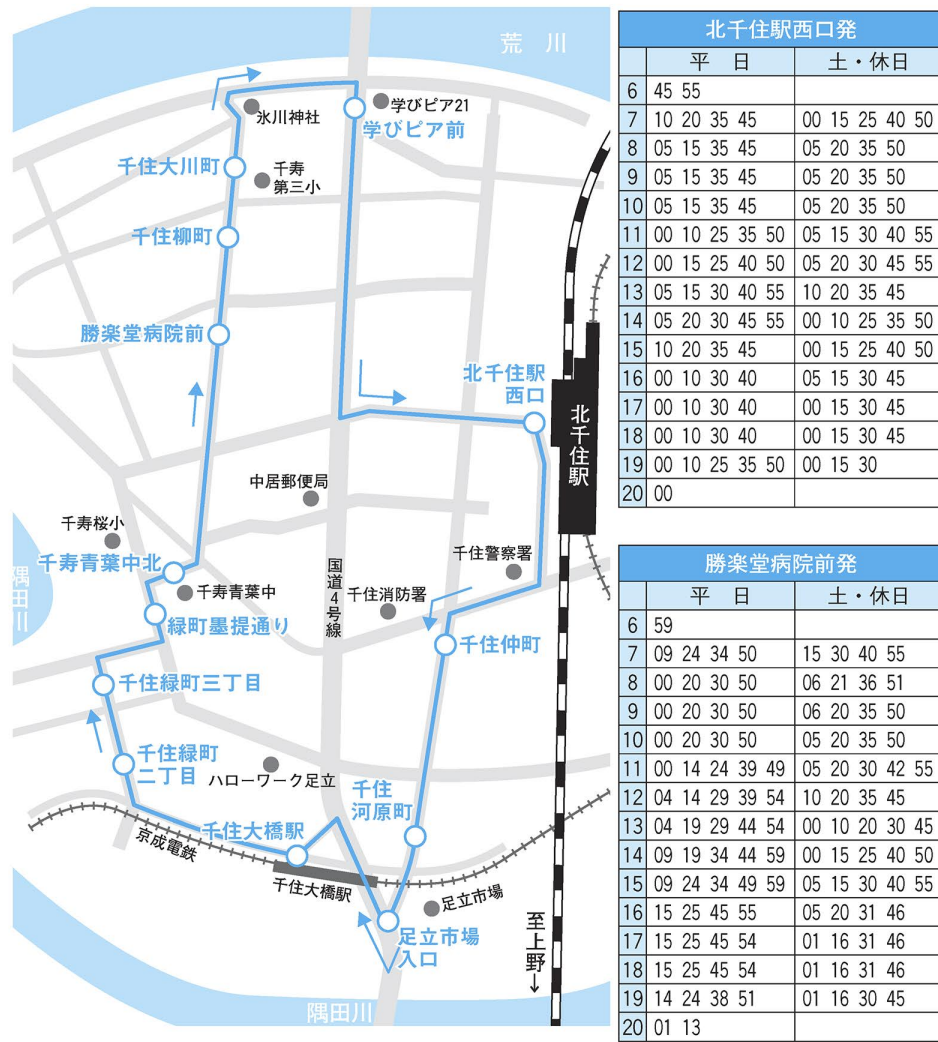 荒川
氷川神社
学びピア21
学びピア前
千住大川町
千寿
第三小
千住柳町
勝楽堂病院前
北千住駅
西口
北千住駅
中居郵便局
千寿桜小
千寿青葉中北
千寿青葉中
隅田川
緑町墨提通り
国道4号線
千住警察署
千住消防署
千住仲町
千住緑町三丁目
千住緑町
二丁目
ハローワーク足立
千住
河原町
千住大橋駅
京成電鉄
千住大橋駅
足立市場
足立市場
入口
至上野→
隅田川
北千住駅西口発
平 日 土・休日
6 45 55
7 10 20 35 45 00 15 25 40 50
8 05 15 35 45 05 20 35 50
9 05 15 35 45 05 20 35 50
10 05 15 35 45 05 20 35 50
11 00 10 25 35 50 05 15 30 40 55
12 00 15 25 40 50 05 20 30 45 55
13 05 15 30 40 55 10 20 35 45
14 05 20 30 45 55 00 10 25 35 50
15 10 20 35 45 00 15 25 40 50
16 00 10 30 40 05 15 30 45
17 00 10 30 40 00 15 30 45
18 00 10 30 40 00 15 30 45
19 00 10 25 35 50 00 15 30
20 00
勝楽堂病院前発
平 日 土・休日
6 59
7 09 24 34 50 15 30 40 55
8 00 20 30 50 06 21 36 51
9 00 20 30 50 06 20 35 50
10 00 20 30 50 05 20 35 50
11 00 14 24 39 49 05 20 30 42 55
12 04 14 29 39 54 10 20 35 45
13 04 19 29 44 54 00 10 20 30 45
14 09 19 34 44 59 00 15 25 40 50
15 09 24 34 49 59 05 15 30 40 55
16 15 25 45 55 05 20 31 46
17 15 25 45 54 01 16 31 46
18 15 25 45 54 01 16 31 46
19 14 24 38 51 01 16 30 45
20 01 13